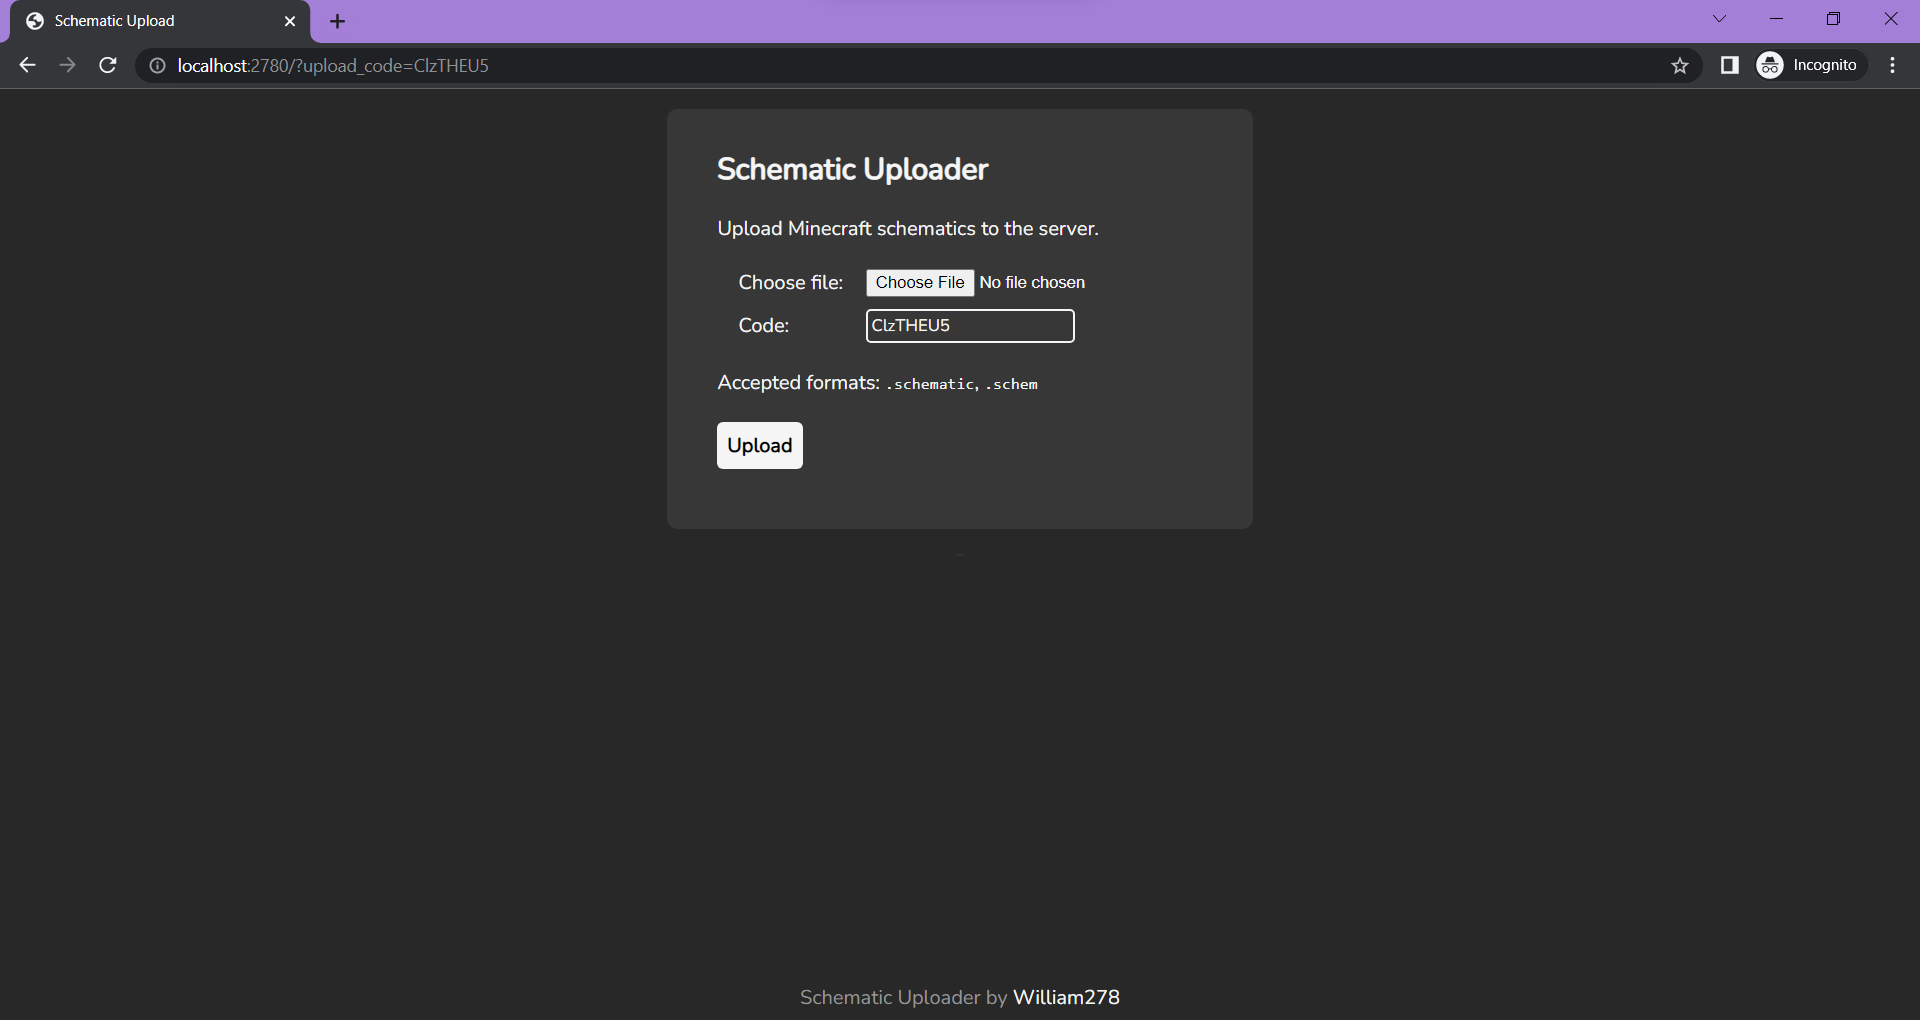 Schematic Upload
localhost:2780/?upload_code=ClzTHEU5
Incognito
Schematic Uploader
Upload Minecraft schematics to the server.
Choose file: Choose File No file chosen
Code: ClzTHEU5
Accepted formats: .schematic, .schem
Upload
Schematic Uploader by William278